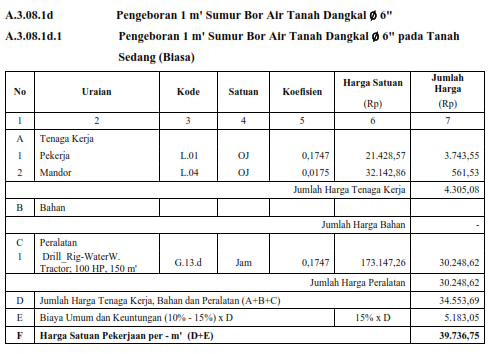 A.3.08.1d Pengeboran 1 m' Sumur Bor Air Tanah Dangkal Ø 6"
A.3.08.1d.1 Pengeboran 1 m' Sumur Bor Air Tanah Dangkal Ø 6" pada Tanah
Sedang (Biasa)
No Uraian Kode Satuan Koefisien Harga Satuan (Rp) Jumlah Harga (Rp)
1 2 3 4 5 6 7
A Tenaga Kerja
1 Pekerja L.01 OJ 0,1747 21.428,57 3.743,55
2 Mandor L.04 OJ 0,0175 32.142,86 561,53
Jumlah Harga Tenaga Kerja 4.305,08
B Bahan
Jumlah Harga Bahan -
C Peralatan
1 Drill_Rig-WaterW.
Tractor; 100 HP, 150 m' G.13.d Jam 0,1747 173.147,26 30.248,62
Jumlah Harga Peralatan 30.248,62
D Jumlah Harga Tenaga Kerja, Bahan dan Peralatan (A+B+C) 34.553,69
E Biaya Umum dan Keuntungan (10% - 15%) x D 15% x D 5.183,05
F Harga Satuan Pekerjaan per - m' (D+E) 39.736,75